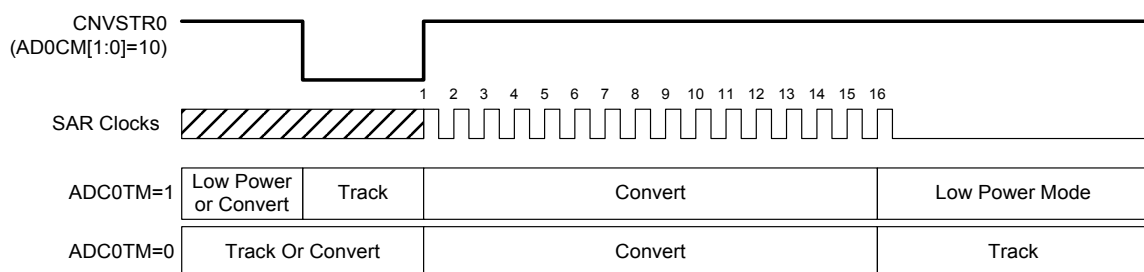 CNVSTR0
(AD0CM[1:0]=10)
1 2 3 4 5 6 7 8 9 10 11 12 13 14 15 16
SAR Clocks
ADC0TM=1
Low Power
or Convert
Track
Convert
Low Power Mode
ADC0TM=0
Track Or Convert
Convert
Track